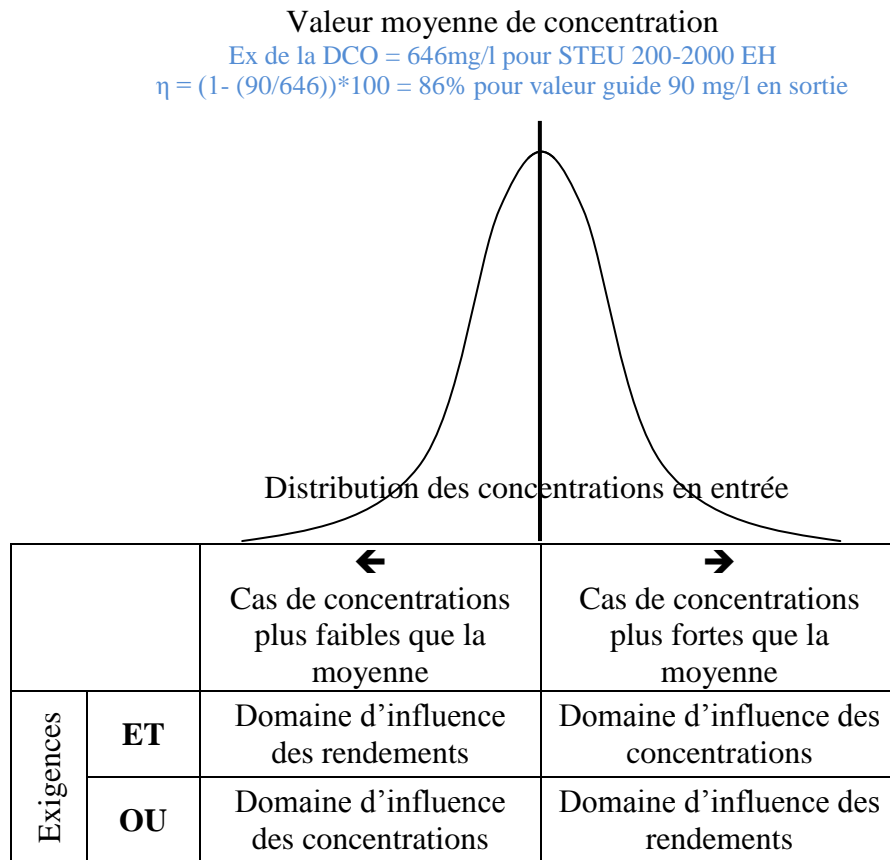 Valeur moyenne de concentration
Ex de la DCO = 646mg/l pour STEU 200-2000 EH
η = (1- (90/646))*100 = 86% pour valeur guide 90 mg/l en sortie
Distribution des concentrations en entrée
🡸
Cas de concentrations
plus faibles que la
moyenne
🡺
Cas de concentrations
plus fortes que la
moyenne
Exigences
ET
Domaine d’influence
des rendements
Domaine d’influence des
concentrations
OU
Domaine d’influence
des concentrations
Domaine d’influence des
rendements